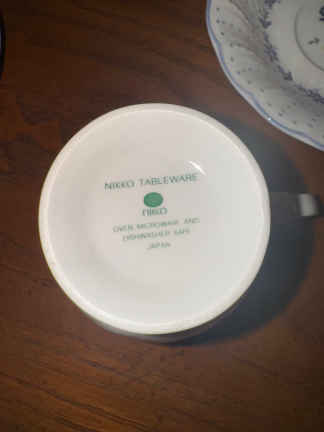 NIKKO TABLEWARE
NIKKO
OVEN, MICROWAVE AND
DISHWASHER SAFE
JAPAN